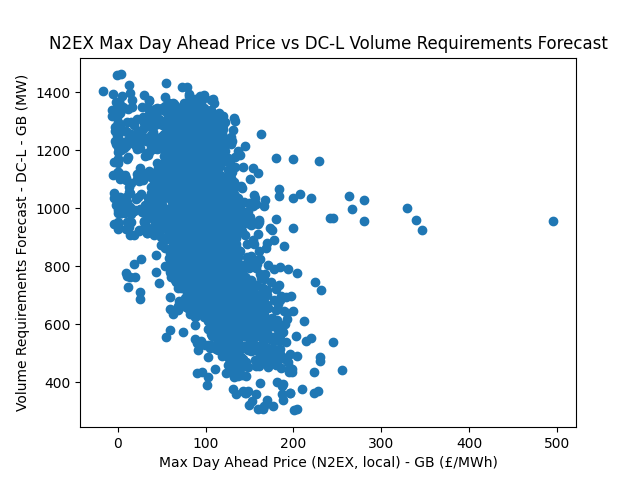 N2EX Max Day Ahead Price vs DC-L Volume Requirements Forecast
Volume Requirements Forecast - DC-L - GB (MW)
1400
1200
1000
800
600
400
0 100 200 300 400 500
Max Day Ahead Price (N2EX, local) - GB (£/MWh)